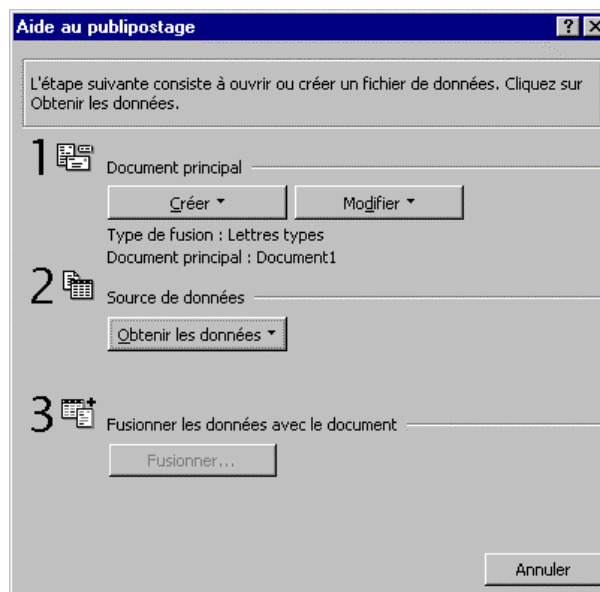 Aide au publipostage
L'étape suivante consiste à ouvrir ou créer un fichier de données. Cliquez sur
Obtenir les données.
1 Document principal
Créer Modifier
Type de fusion : Lettres types
Document principal : Document1
2 Source de données
Obtenir les données
3 Fusionner les données avec le document
Fusionner...
Annuler